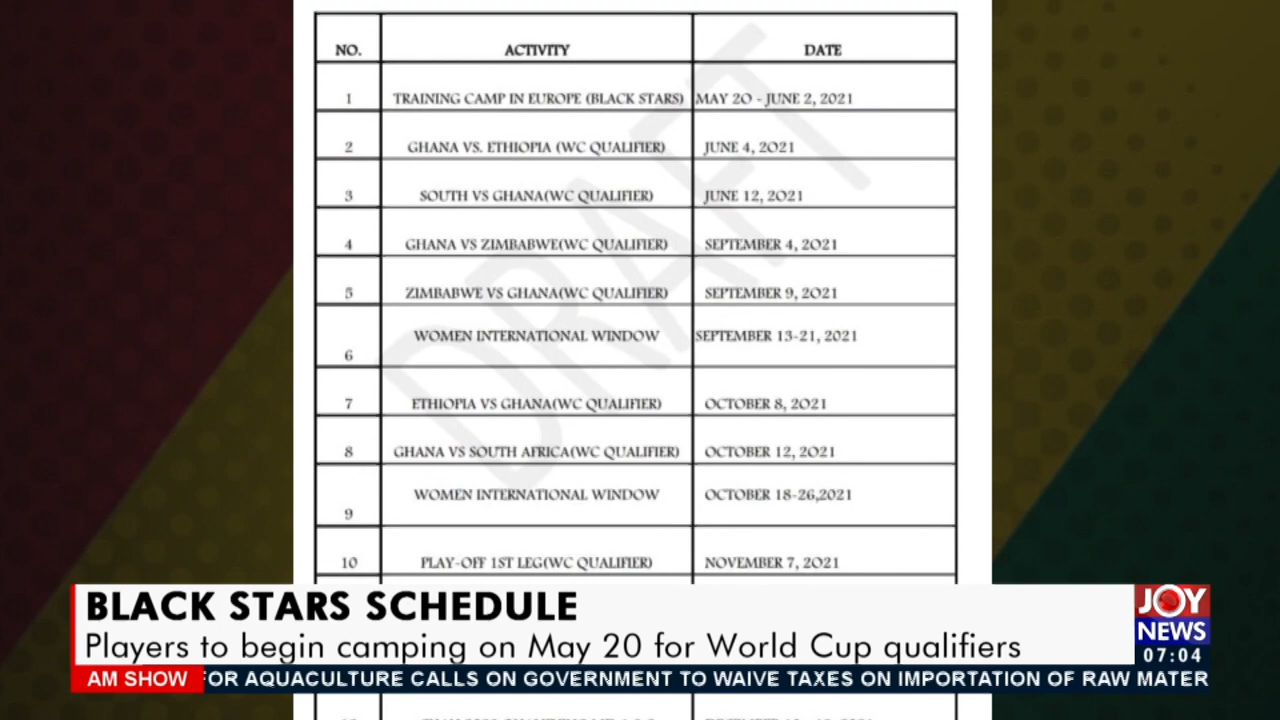 NO. ACTIVITY DATE
1 TRAINING CAMP IN EUROPE (BLACK STARS) MAY 20 - JUNE 2, 2021
2 GHANA VS. ETHIOPIA (WC QUALIFIER) JUNE 4, 2021
3 SOUTH VS GHANA(WC QUALIFIER) JUNE 12, 2021
4 GHANA VS ZIMBABWE(WC QUALIFIER) SEPTEMBER 4, 2021
5 ZIMBABWE VS GHANA(WC QUALIFIER) SEPTEMBER 9, 2021
6 WOMEN INTERNATIONAL WINDOW SEPTEMBER 13-21, 2021
7 ETHIOPIA VS GHANA(WC QUALIFIER) OCTOBER 8, 2021
8 GHANA VS SOUTH AFRICA(WC QUALIFIER) OCTOBER 12, 2021
9 WOMEN INTERNATIONAL WINDOW OCTOBER 18-26,2021
10 PLAY-OFF 1ST LEG(WC QUALIFIER) NOVEMBER 7, 2021
DRAFT
BLACK STARS SCHEDULE
Players to begin camping on May 20 for World Cup qualifiers
JOY
NEWS
07:04
AM SHOW FOR AQUACULTURE CALLS ON GOVERNMENT TO WAIVE TAXES ON IMPORTATION OF RAW MATER